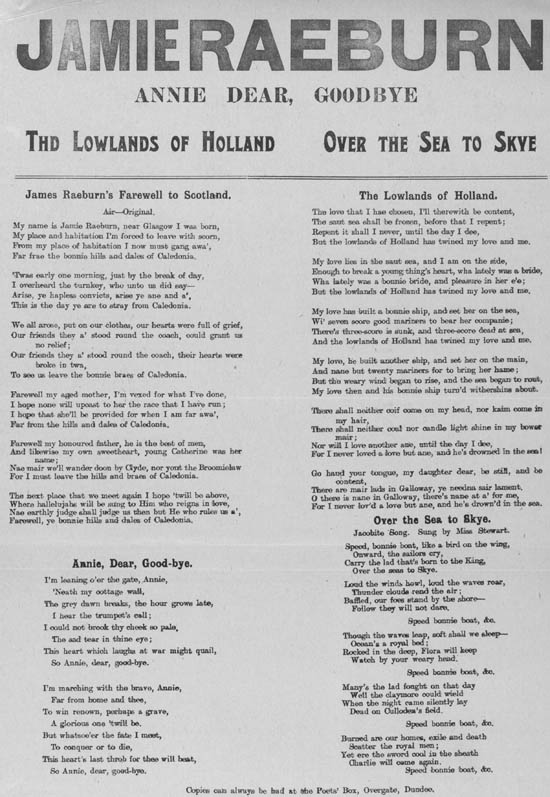 JAMIE RAEBURN
ANNIE DEAR, GOODBYE
THD LOWLANDS OF HOLLAND
OVER THE SEA TO SKYE
James Raeburn's Farewell to Scotland.
Air—Original.
My name is Jamie Raeburn, near Glasgow I was born,
My place and habitation I'm forced to leave with scorn,
From my place of habitation I now must gang awa',
Far frae the bonnie hills and dales of Caledonia.
'Twas early one morning, just by the break of day,
I overheard the turnkey, who unto us did say—
Arise, ye hapless convicts, arise ye ane and a',
This is the day ye are to stray from Caledonia.
We all arose, put on our clothes, our hearts were full of grief,
Our friends they a' stood round the coach, could grant us
no relief;
Our friends they a' stood round the coach, their hearts were
broke in twa,
To see us leave the bonnie braes of Caledonia.
Farewell my aged mother, I'm vexed for what I've done,
I hope none will upcast to her the race that I have run;
I hope that she'll be provided for when I am far awa',
Far from the hills and dales of Caledonia.
Farewell my honoured father, he is the best of men,
And likewise my own sweetheart, young Catherine was her
name;
Nae mair we'll wander doon by Clyde, nor yont the Broomielaw
For I must leave the hills and braes of Caledonia.
The next place that we meet again I hope 'twill be above,
Where hallelujahs will be sung to Him who reigns in love,
Nae earthly judge shall judge us then but He who rules us a',
Farewell, ye bonnie hills and dales of Caledonia.
Annie, Dear, Good-bye.
I'm leaning o'er the gate, Annie,
'Neath my cottage wall,
The grey dawn breaks, the hour grows late,
I hear the trumpet's call;
I could not break thy cheek so pale,
The sad tear in thine eye;
This heart which laughs at war might quail,
So Annie, dear, good-bye.
I'm marching with the brave, Annie,
Far from home and thee,
To win renown, perhaps a grave,
A glorious one 'twill be.
But whatsoe'er the fate I meet,
To conquer or to die,
This heart's last throb for thee will beat,
So Annie, dear, good-bye.
The Lowlands of Holland.
The love that I hae chosen, I'll therewith be content,
The saut sea shall be frozen, before that I repent;
Repent it shall I never, until the day I dee,
But the lowlands of Holland has twined my love and me.
My love lies in the saut sea, and I am on the side,
Enough to break a young thing's heart, wha lately was a bride,
Wha lately was a bonnie bride, and pleasure in her e'e;
But the lowlands of Holland has twined my love and me.
My love has built a bonnie ship, and set her on the sea,
Wi' seven score good mariners to bear her companie;
There's three-score is sunk, and three-score dead at sea,
And the lowlands of Holland has twined my love and me.
My love, he built another ship, and set her on the main,
And nane but twenty mariners for to bring her hame;
But the weary wind began to rise, and the sea began to rout,
My love then and his bonnie ship turn'd withershins about.
There shall neither coif come on my head, nor kaim come in
my hair,
There shall neither coal nor candle light shine in my bower
mair;
Nor will I love another ane, until the day I dee,
For I never loved a love but ane, and he's drowned in the sea!
Go haud your tongue, my daughter dear, be still, and be
content,
There are mair lads in Galloway, ye needna sair lament.
O there is nane in Galloway, there's nane at a' for me,
For I never lov'd a love but ane, and he's drown'd in the sea.
Over the Sea to Skye.
Jacobite Song. Sung by Miss Stewart.
Speed, bonnie boat, like a bird on the wing,
Onward, the sailors cry,
Carry the lad that's born to the King,
Over the seas to Skye.
Loud the winds howl, loud the waves roar,
Thunder clouds rend the air;
Baffled, our foes stand by the shore—
Follow they will not dare.
Speed bonnie boat, &c.
Though the waves leap, soft shall we sleep—
Ocean's a royal bed;
Rocked in the deep, Flora will keep
Watch by your weary head.
Speed bonnie boat, &c.
Many's the lad fought on that day
Well the claymore could wield
When the night came silently lay
Dead on Culloden's field.
Speed bonnie boat, &c.
Burned are our homes, exile and death
Scatter the royal men;
Yet ere the sword cool in the sheath
Charlie will come again.
Speed bonnie boat, &c.
Copies can always be had at the Poets' Box, Overgate, Dundee.